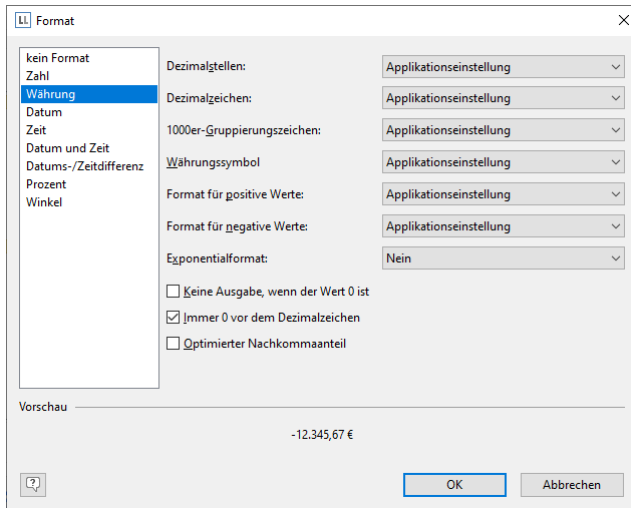 LL Format
kein Format
Zahl
Währung
Datum
Zeit
Datum und Zeit
Datums-/Zeitdifferenz
Prozent
Winkel
Dezimalstellen: Applikationseinstellung
Dezimalzeichen: Applikationseinstellung
1000er-Gruppierungszeichen: Applikationseinstellung
Währungssymbol Applikationseinstellung
Format für positive Werte: Applikationseinstellung
Format für negative Werte: Applikationseinstellung
Exponentialformat: Nein
Keine Ausgabe, wenn der Wert 0 ist
Immer 0 vor dem Dezimalzeichen
Optimierter Nachkommaanteil
Vorschau
-12.345,67 €
? OK Abbrechen